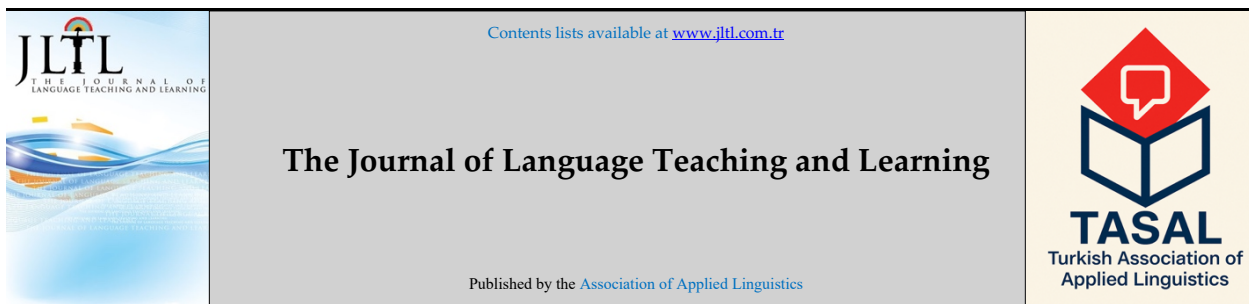 JLTL
THE JOURNAL OF
LANGUAGE TEACHING AND LEARNING
Contents lists available at www.jltl.com.tr
The Journal of Language Teaching and Learning
Published by the Association of Applied Linguistics
TASAL
Turkish Association of
Applied Linguistics